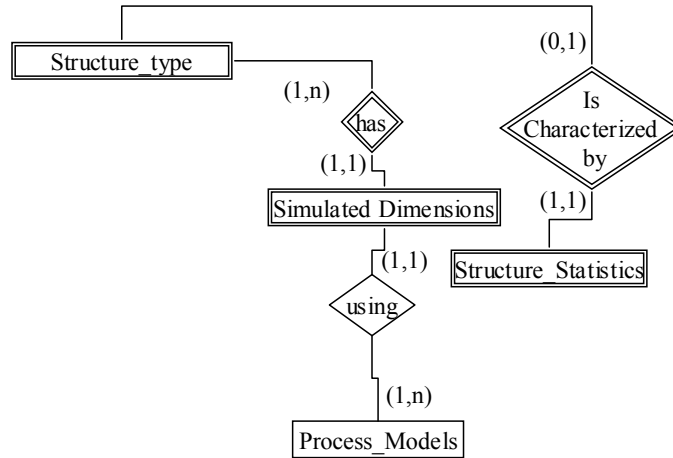 (0,1)
Structure_type
(1,n)
Is
Characterized
by
has
(1,1)
(1,1)
Simulated Dimensions
(1,1)
Structure_Statistics
using
(1,n)
Process_Models